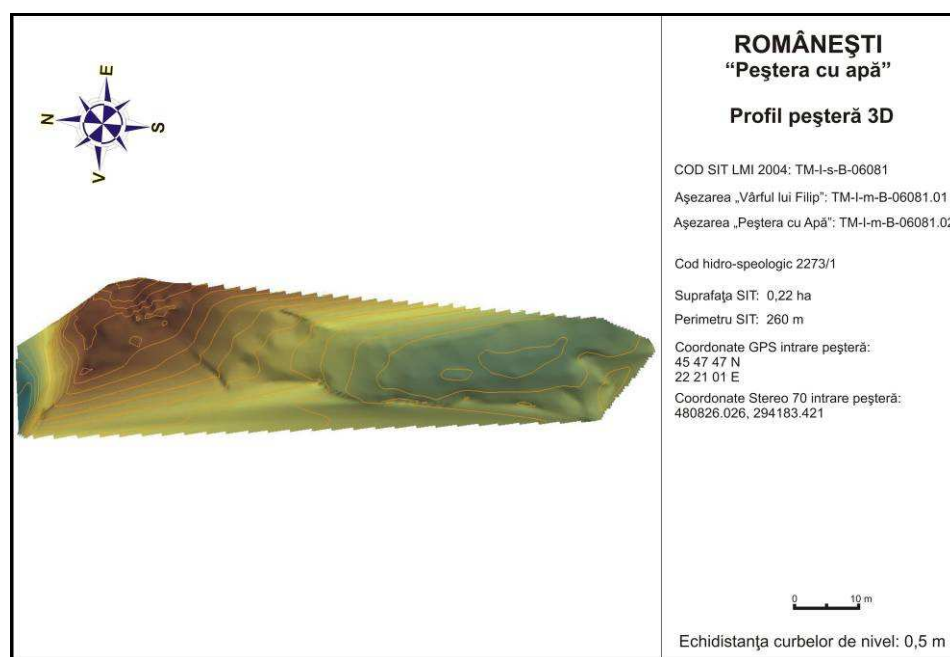 E
N
S
V
ROMÂNEŞTI
“Peştera cu apă”
Profil peşteră 3D
COD SIT LMI 2004: TM-I-s-B-06081
Aşezarea „Vârful lui Filip”: TM-I-m-B-06081.01
Aşezarea „Peştera cu Apă”: TM-I-m-B-06081.02
Cod hidro-speologic 2273/1
Suprafaţa SIT: 0,22 ha
Perimetru SIT: 260 m
Coordonate GPS intrare peşteră:
45 47 47 N
22 21 01 E
Coordonate Stereo 70 intrare peşteră:
480826.026, 294183.421
0 10 m
Echidistanţa curbelor de nivel: 0,5 m